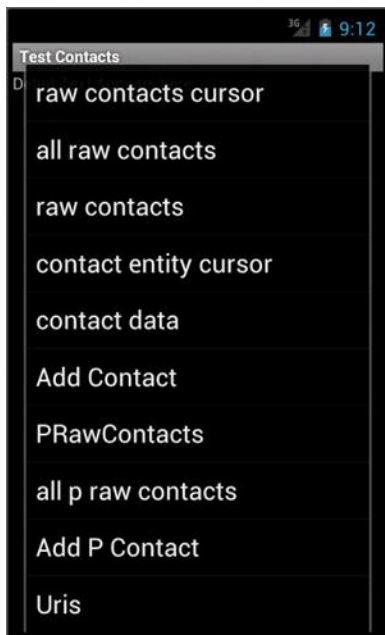 3G 9:12
Test Contacts
raw contacts cursor
all raw contacts
raw contacts
contact entity cursor
contact data
Add Contact
PRawContacts
all p raw contacts
Add P Contact
Uris